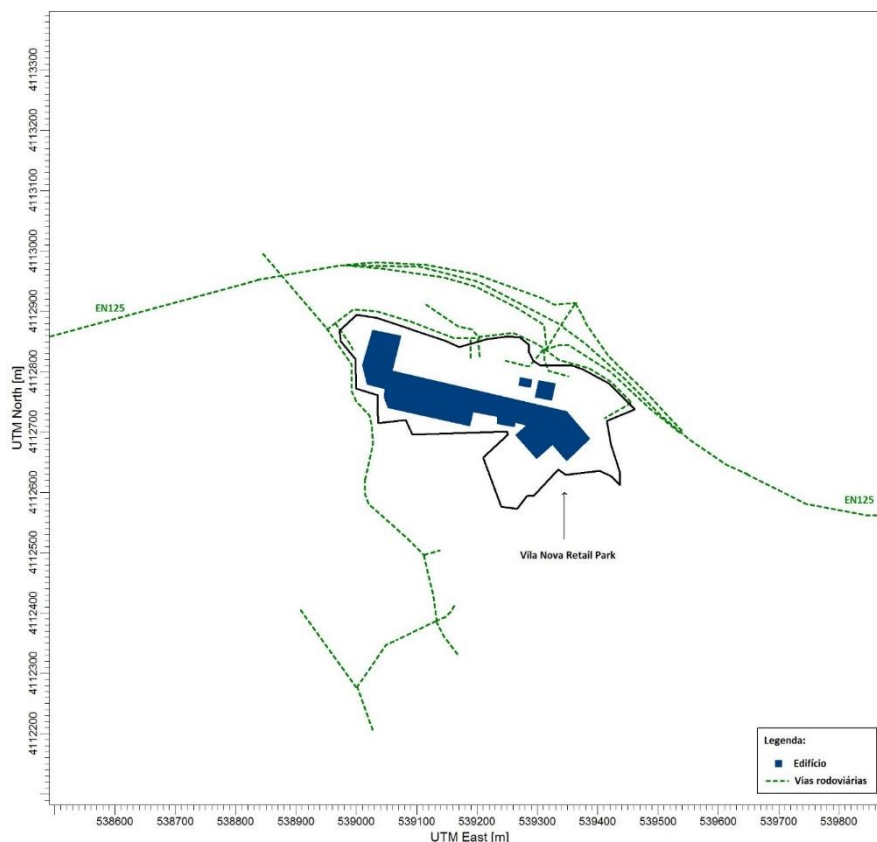 UTM North [m]
4113300
4113200
4113100
4113000
4112900
4112800
4112700
4112600
4112500
4112400
4112300
4112200
EN125
EN125
Vila Nova Retail Park
Legenda:
Edifício
Vias rodoviárias
538600 538700 538800 538900 539000 539100 539200 539300 539400 539500 539600 539700 539800
UTM East [m]